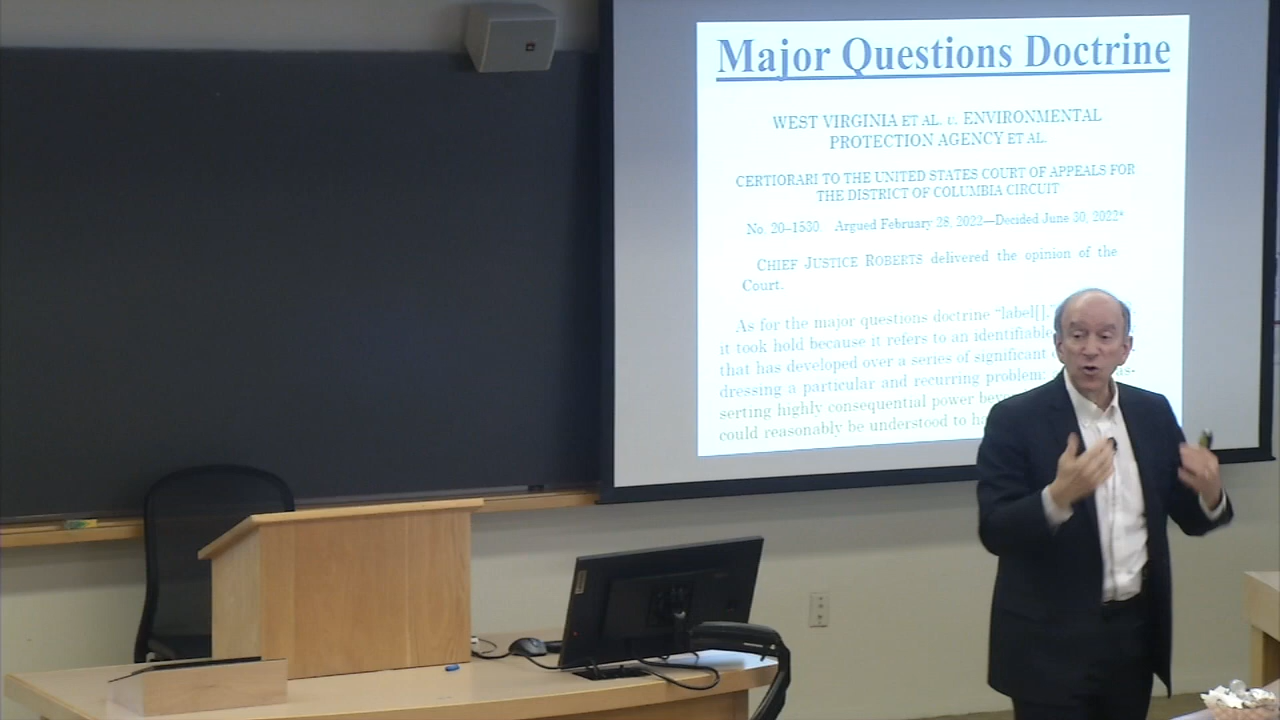 Major Questions Doctrine
WEST VIRGINIA ET AL. v. ENVIRONMENTAL
PROTECTION AGENCY ET AL.
CERTIORARI TO THE UNITED STATES COURT OF APPEALS FOR
THE DISTRICT OF COLUMBIA CIRCUIT
No. 20–1530. Argued February 28, 2022—Decided June 30, 2022*
CHIEF JUSTICE ROBERTS delivered the opinion of the
Court.
As for the major questions doctrine “label[],”
it took hold because it refers to an identifiable
that has developed over a series of significant
dressing a particular and recurring problem: as-
serting highly consequential power
could reasonably be understood to